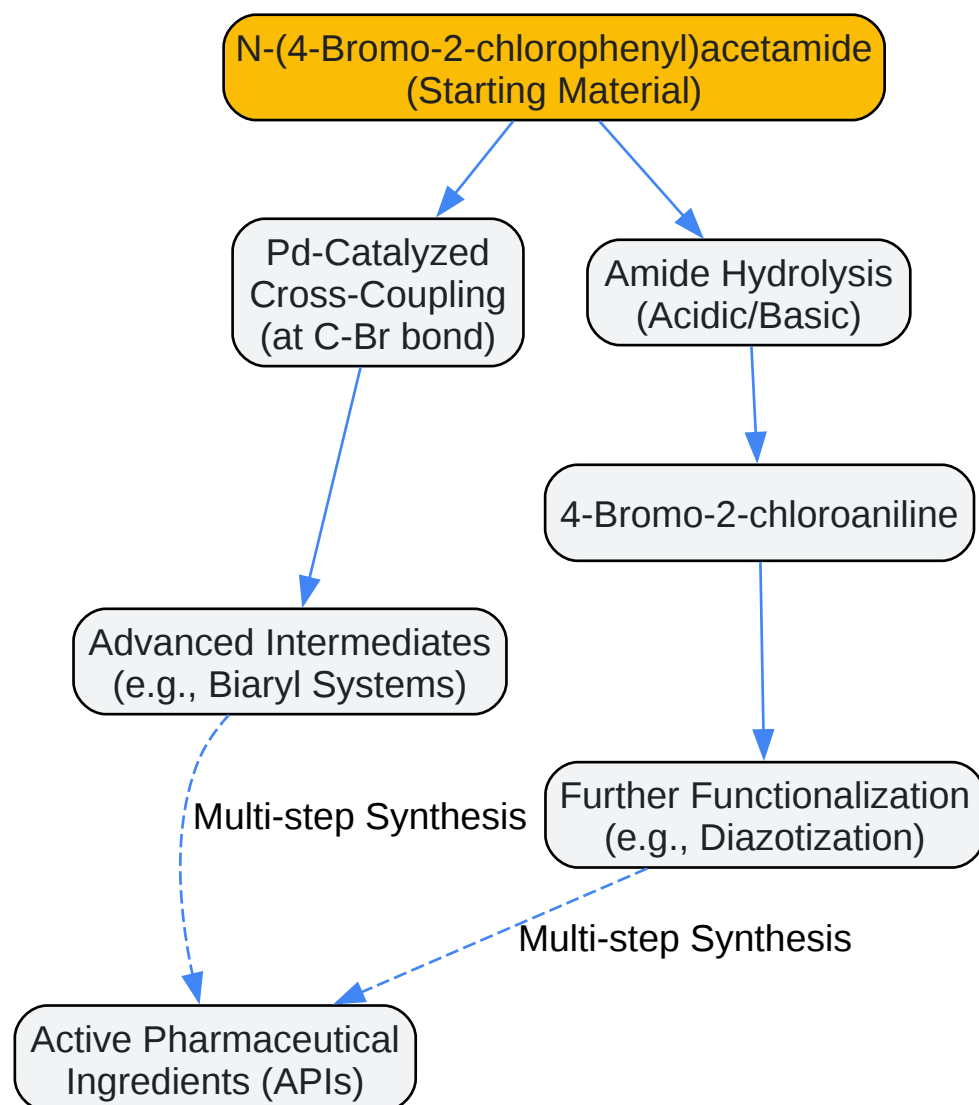 N-(4-Bromo-2-chlorophenyl)acetamide
(Starting Material)
Pd-Catalyzed
Cross-Coupling
(at C-Br bond)
Amide Hydrolysis
(Acidic/Basic)
4-Bromo-2-chloroaniline
Advanced Intermediates
(e.g., Biaryl Systems)
Further Functionalization
(e.g., Diazotization)
Multi-step Synthesis
Multi-step Synthesis
Active Pharmaceutical
Ingredients (APIs)